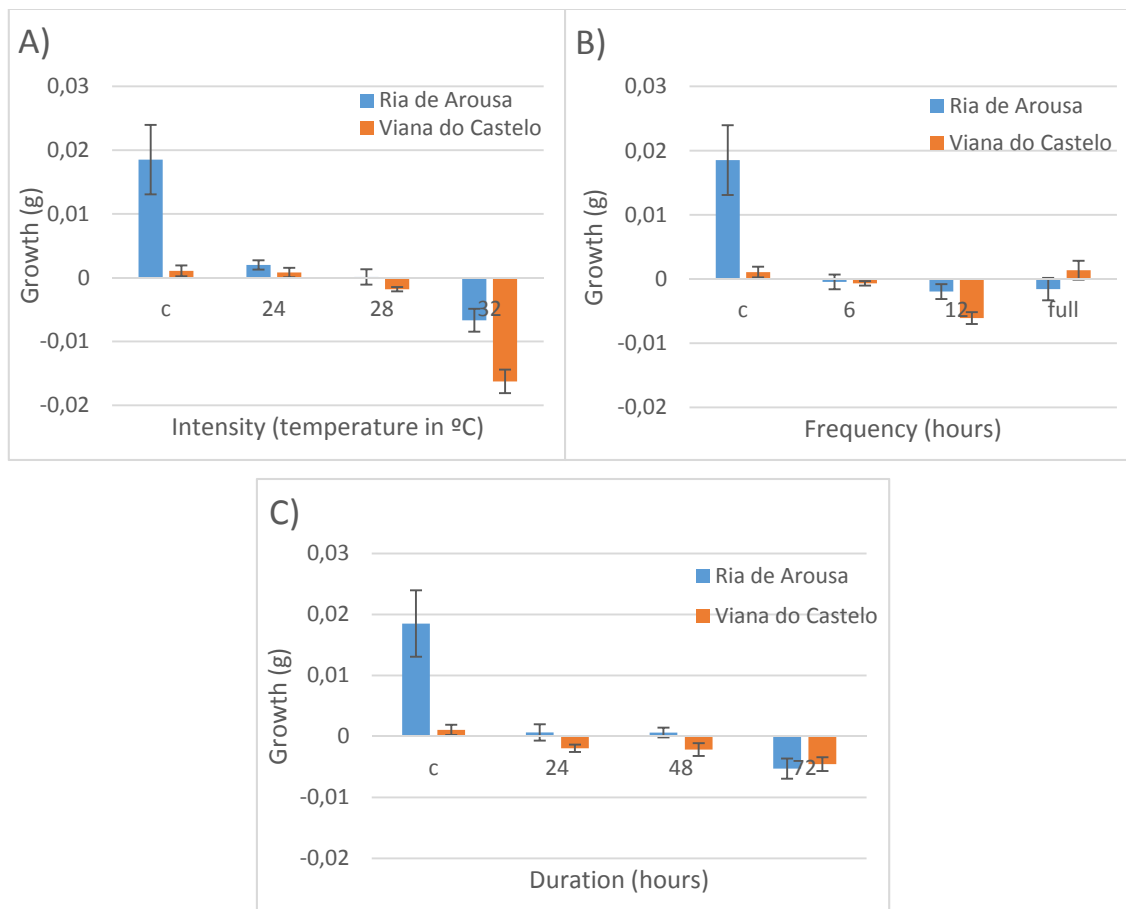 A)
0,03
0,02
0,01
0
-0,01
-0,02
Growth (g)
Ria de Arousa
Viana do Castelo
c 24 28 32
Intensity (temperature in ºC)
B)
0,03
0,02
0,01
0
-0,01
-0,02
Growth (g)
Ria de Arousa
Viana do Castelo
c 6 12 full
Frequency (hours)
C)
0,03
0,02
0,01
0
-0,01
-0,02
Growth (g)
Ria de Arousa
Viana do Castelo
c 24 48 72
Duration (hours)